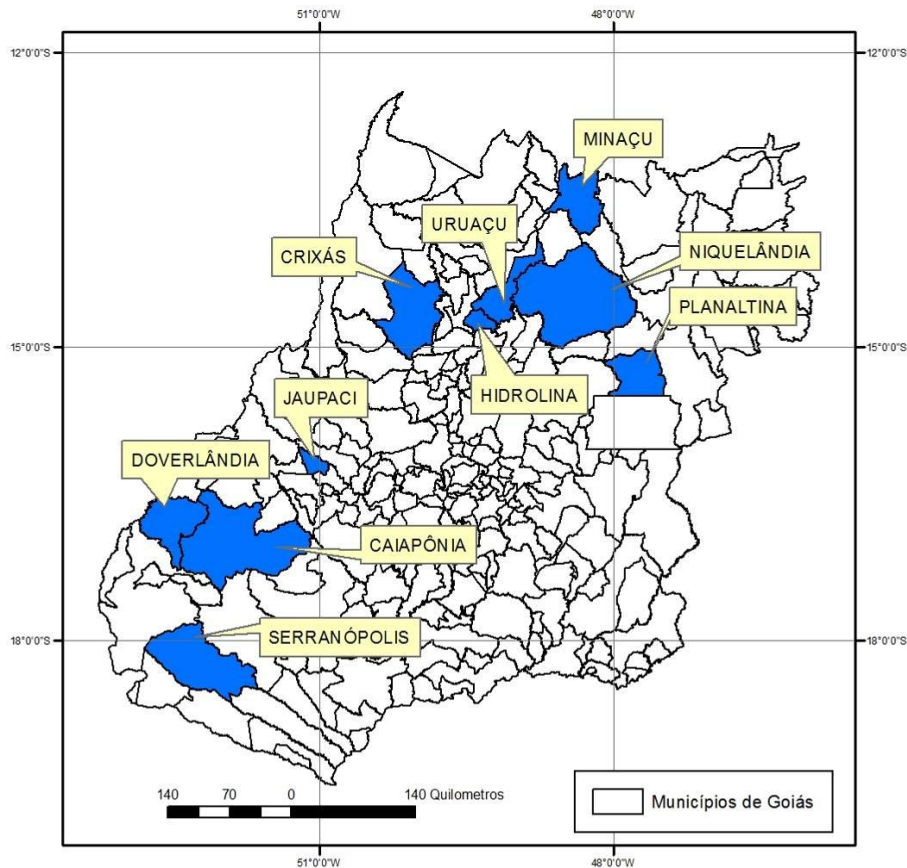 51°0'0"W
48°0'0"W
12°0'0"S
12°0'0"S
MINAÇU
URUAÇU
CRIXÁS
NIQUELÂNDIA
PLANALTINA
15°0'0"S
15°0'0"S
JAUPACI
HIDROLINA
DOVERLÂNDIA
CAIAPÔNIA
SERRANÓPOLIS
18°0'0"S
18°0'0"S
140 70 0 140 Quilometros
Municípios de Goiás
51°0'0"W
48°0'0"W